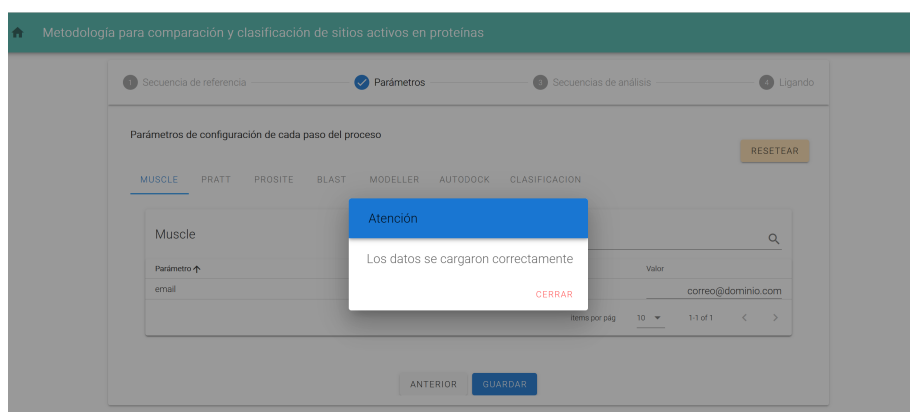 Metodología para comparación y clasificación de sitios activos en proteínas
1 Secuencia de referencia Parámetros 3 Secuencias de análisis 4 Ligando
Parámetros de configuración de cada paso del proceso
RESETEAR
MUSCLE PRATT PROSITE BLAST MODELLER AUTODOCK CLASIFICACION
Atención
Muscle
Los datos se cargaron correctamente
Parámetro Valor
email correo@dominio.com
CERRAR
items por pág 10 1-1 of 1
ANTERIOR GUARDAR